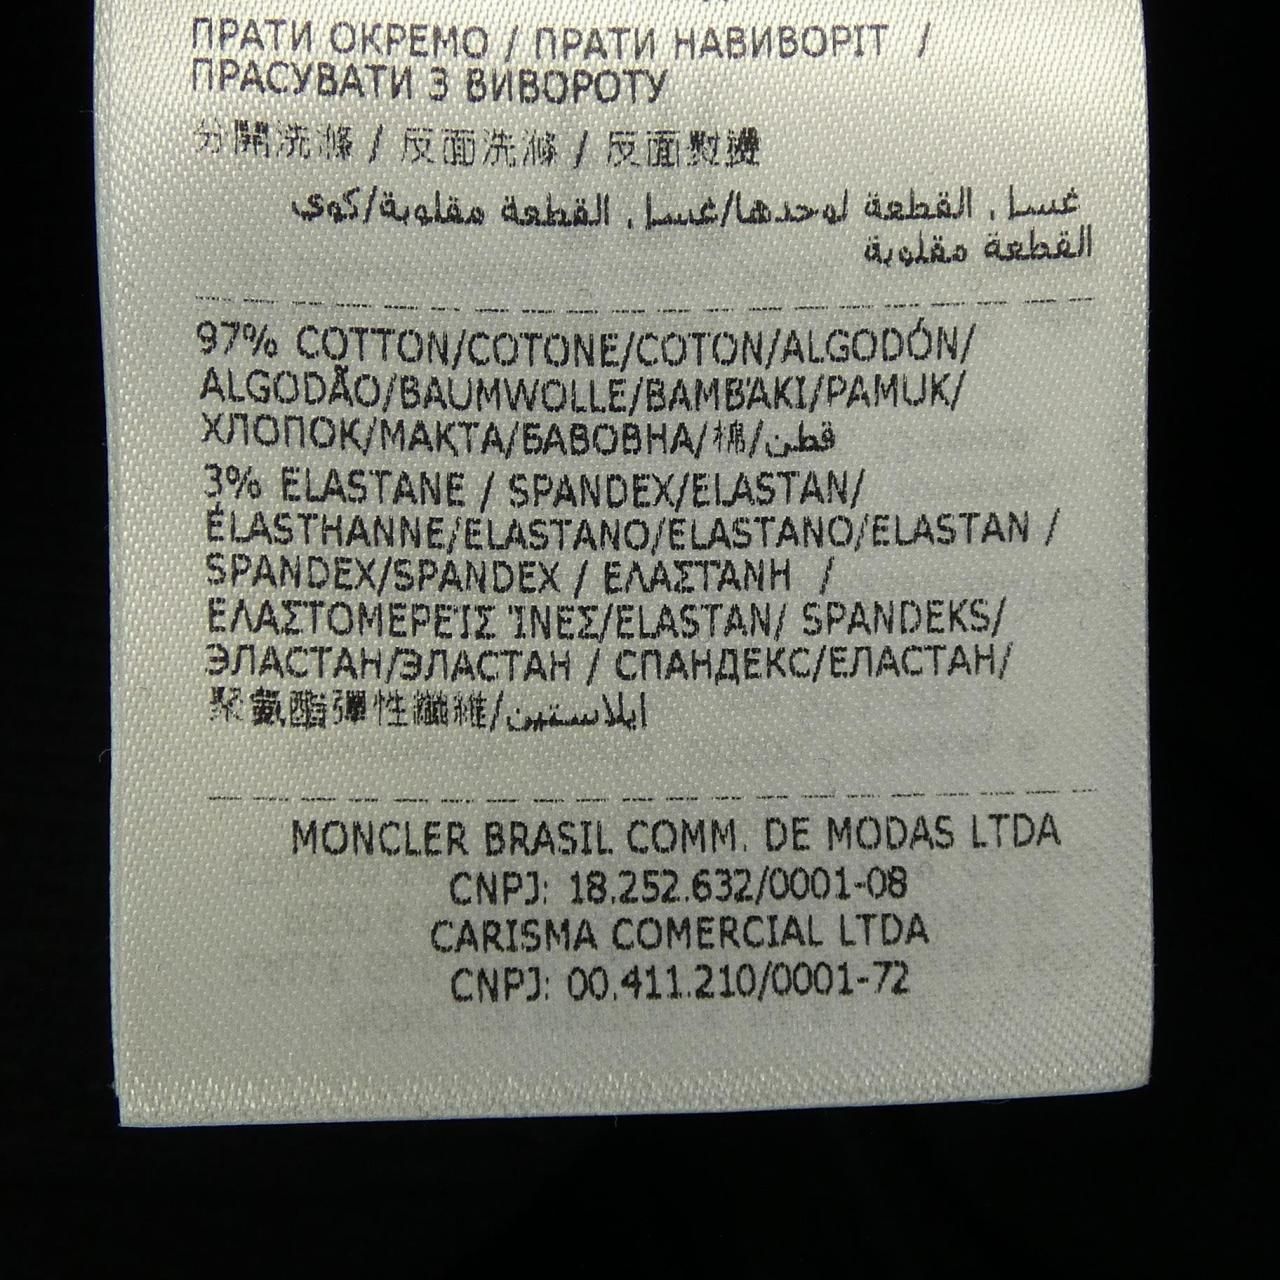 ПРАТИ ОКРЕМО / ПРАТИ НАВИВОРІТ /
ПРАСУВАТИ З ВИВОРОТУ
分開洗滌 / 反面洗滌 / 反面熨燙
غسل القطعة لوحدها/غسل القطعة مقلوبة/كوي
القطعة مقلوبة
97% COTTON/COTONE/COTON/ALGODÓN/
ALGODÃO/BAUMWOLLE/ΒΑΜΒΆΚΙ/PAMUK/
ХЛОПОК/МАҚТА/БАВОВНА/棉/قطن
3% ELASTANE / SPANDEX/ELASTAN/
ÉLASTHANNE/ELASTANO/ELASTANO/ELASTAN /
SPANDEX/SPANDEX / ΕΛΑΣΤΆΝΗ /
ΕΛΑΣΤΟΜΕΡΕΊΣ ΊΝΕΣ/ELASTAN/ SPANDEKS/
ЭЛАСТАН/ЭЛАСТАН / СПАНДЕКС/ЕЛАСТАН/
聚氨酯彈性纖維/ايلاستين
MONCLER BRASIL COMM. DE MODAS LTDA
CNPJ: 18.252.632/0001-08
CARISMA COMERCIAL LTDA
CNPJ: 00.411.210/0001-72